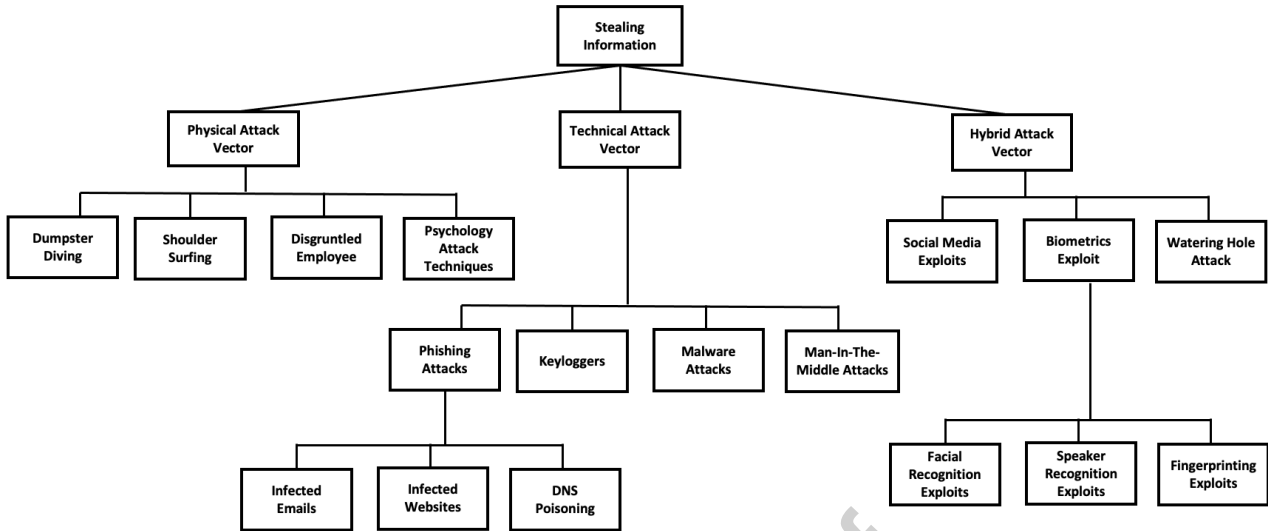 Stealing
Information
Physical Attack
Vector
Technical Attack
Vector
Hybrid Attack
Vector
Dumpster
Diving
Shoulder
Surfing
Disgruntled
Employee
Psychology
Attack
Techniques
Social Media
Exploits
Biometrics
Exploit
Watering Hole
Attack
Phishing
Attacks
Keyloggers
Malware
Attacks
Man-In-The-
Middle Attacks
Infected
Emails
Infected
Websites
DNS
Poisoning
Facial
Recognition
Exploits
Speaker
Recognition
Exploits
Fingerprinting
Exploits